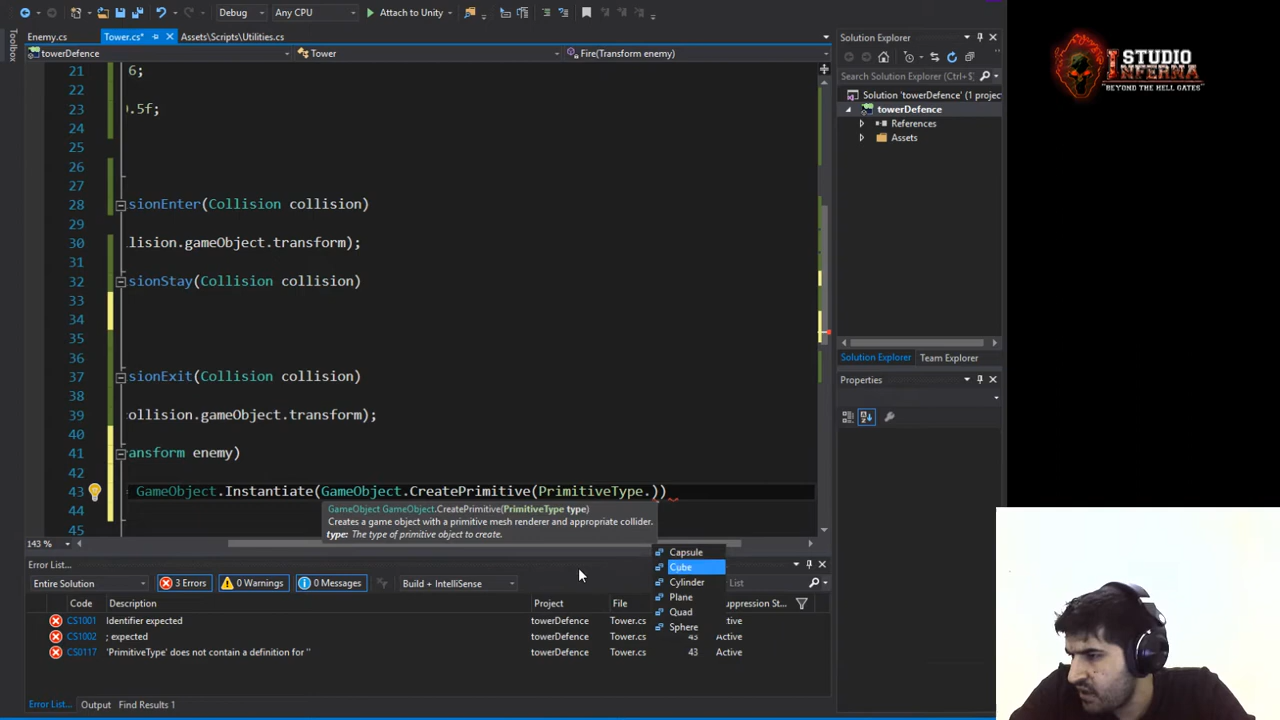 Debug Any CPU Attach to Unity
Toolbox
Enemy.cs Tower.cs* Assets\Scripts\Utilities.cs
towerDefence Tower Fire(Transform enemy)
21 6;
22
23 .5f;
24
25
26
27
28 sionEnter(Collision collision)
29
30 lision.gameObject.transform);
31
32 sionStay(Collision collision)
33
34
35
36
37 sionExit(Collision collision)
38
39 ollision.gameObject.transform);
40
41 ansform enemy)
42
43 GameObject.Instantiate(GameObject.CreatePrimitive(PrimitiveType.))
44
45
GameObject GameObject.CreatePrimitive(PrimitiveType type)
Creates a game object with a primitive mesh renderer and appropriate collider.
type: The type of primitive object to create.
Capsule
Cube
Cylinder
Plane
Quad
Sphere
143 %
Error List...
Entire Solution 3 Errors 0 Warnings 0 Messages Build + IntelliSense List
Code Description Project File ppression St...
CS1001 Identifier expected towerDefence Tower.cs tive
CS1002 ; expected towerDefence Tower.cs 43 Active
CS0117 'PrimitiveType' does not contain a definition for '' towerDefence Tower.cs 43 Active
Error List... Output Find Results 1
Solution Explorer
Search Solution Explorer (Ctrl+$)
Solution 'towerDefence' (1 projec
towerDefence
References
Assets
Solution Explorer Team Explorer
Properties
STUDIO
INFERNA
"BEYOND THE HELL GATES"